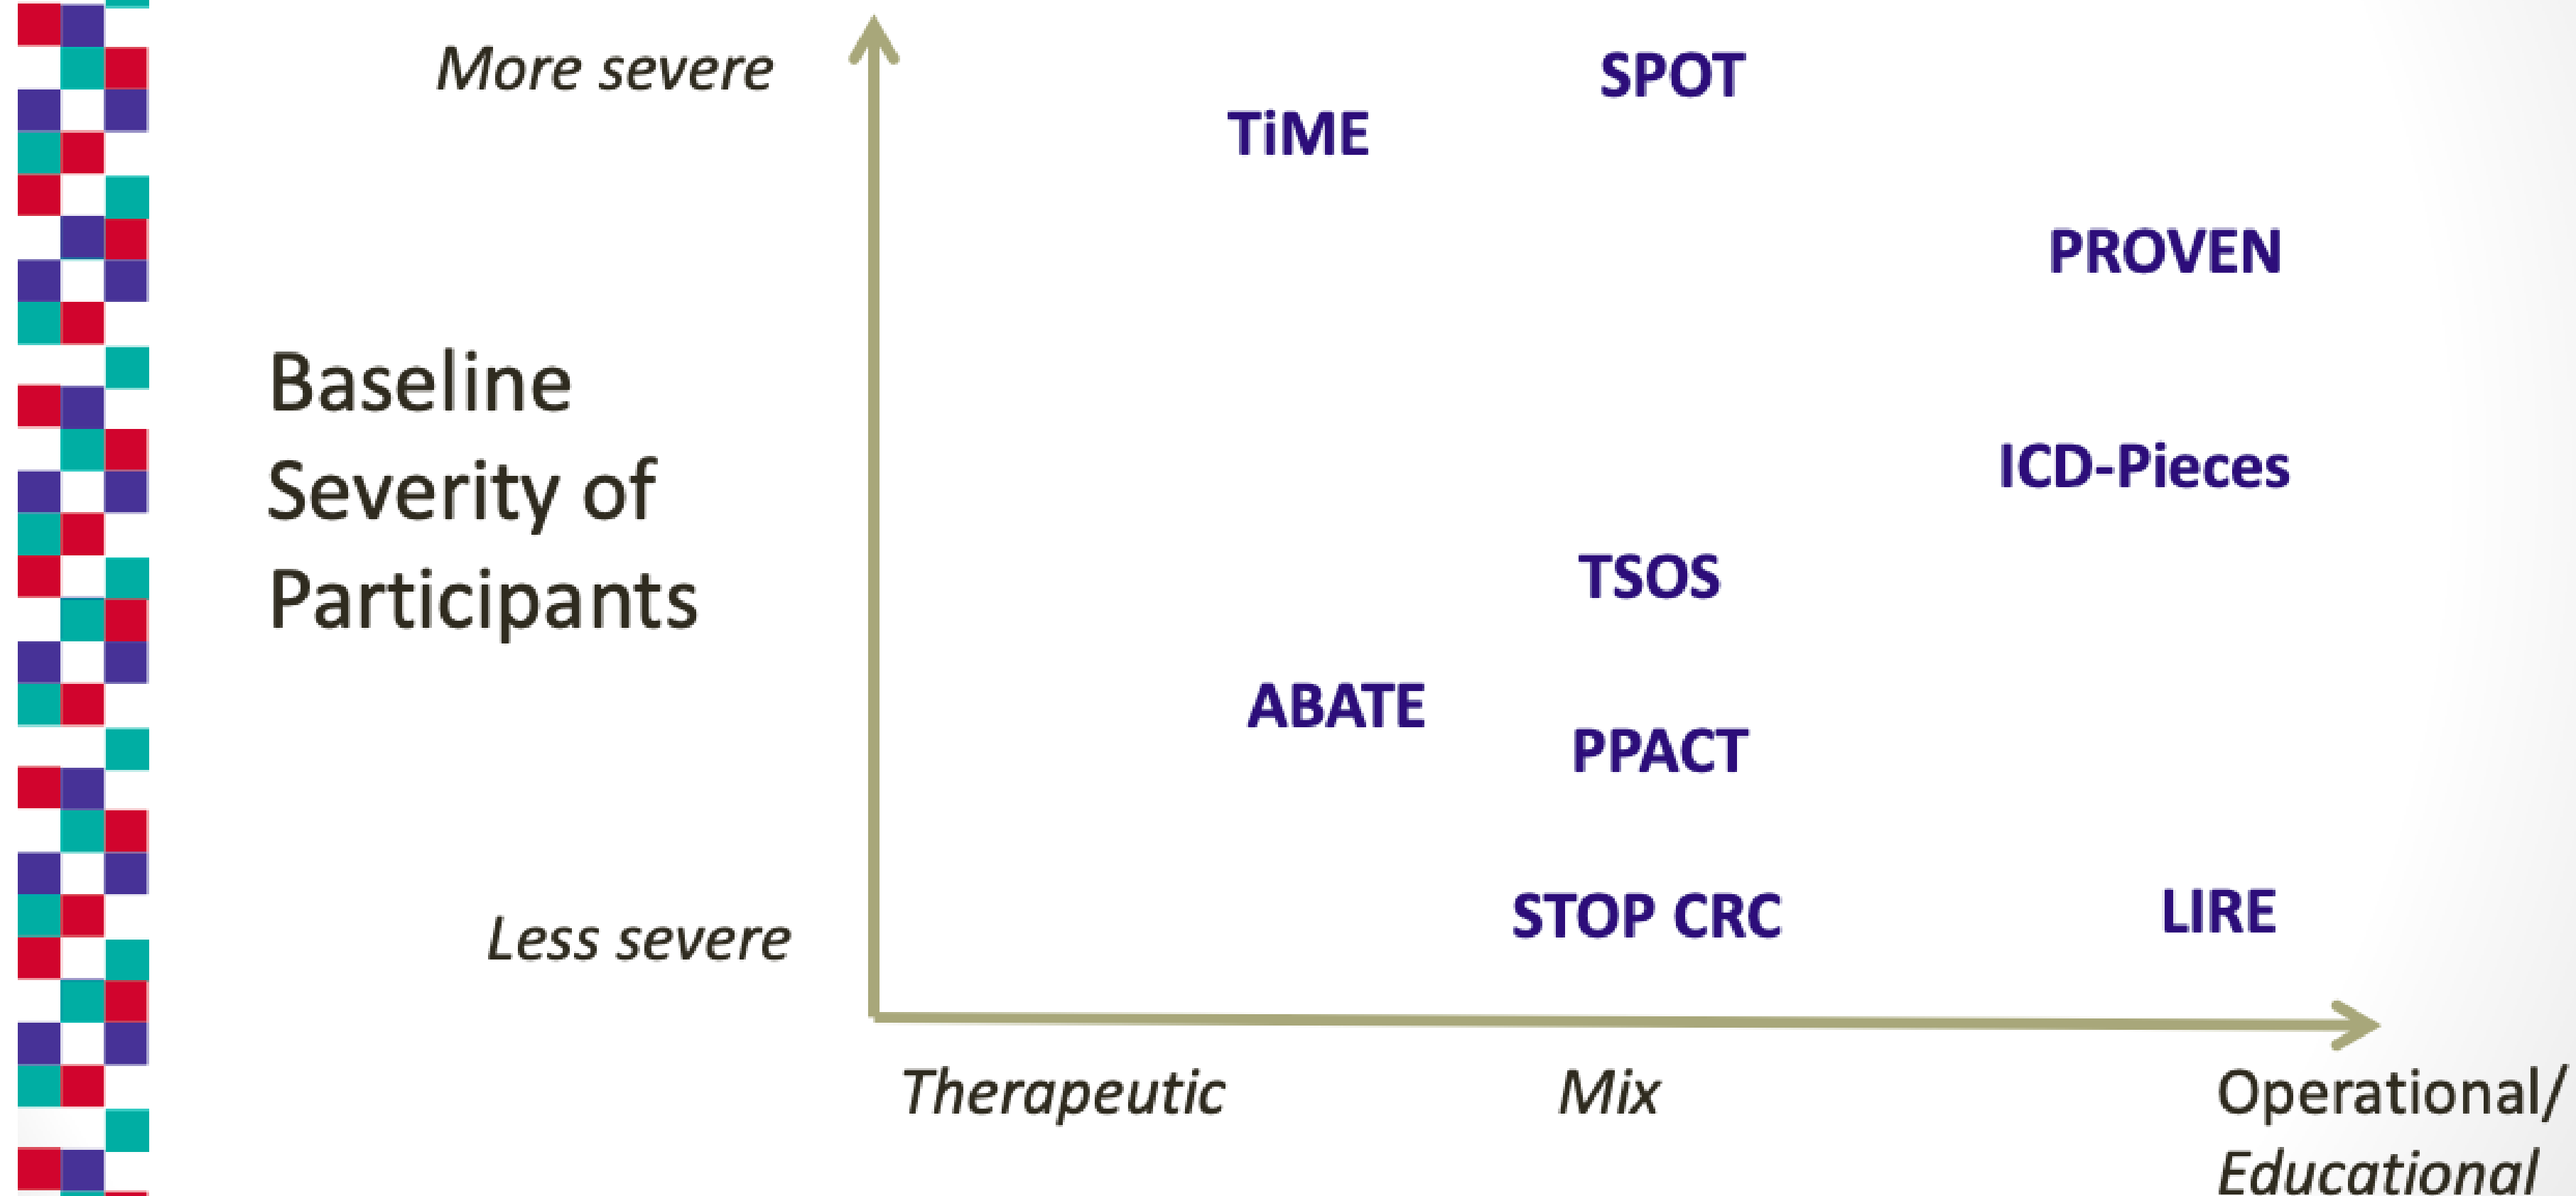 More severe
SPOT
TiME
PROVEN
Baseline
Severity of
Participants
ICD-Pieces
TSOS
ABATE
PPACT
STOP CRC
LIRE
Less severe
Therapeutic
Mix
Operational/
Educational